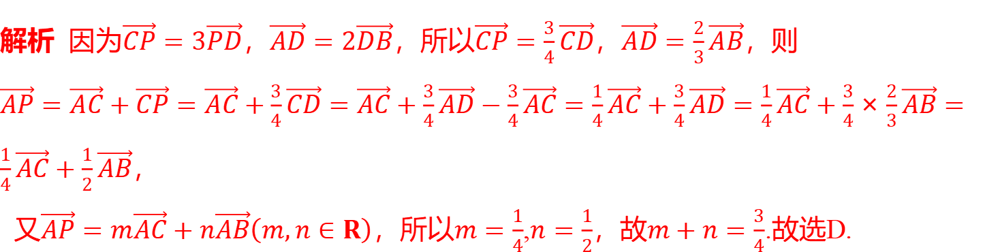 解析 因为$\overrightarrow{CP}=3\overrightarrow{PD}$，$\overrightarrow{AD}=2\overrightarrow{DB}$，所以$\overrightarrow{CP}=\frac{3}{4}\overrightarrow{CD}$，$\overrightarrow{AD}=\frac{2}{3}\overrightarrow{AB}$，则
$\overrightarrow{AP}=\overrightarrow{AC}+\overrightarrow{CP}=\overrightarrow{AC}+\frac{3}{4}\overrightarrow{CD}=\overrightarrow{AC}+\frac{3}{4}\overrightarrow{AD}-\frac{3}{4}\overrightarrow{AC}=\frac{1}{4}\overrightarrow{AC}+\frac{3}{4}\overrightarrow{AD}=\frac{1}{4}\overrightarrow{AC}+\frac{3}{4}×\frac{2}{3}\overrightarrow{AB}=$
$\frac{1}{4}\overrightarrow{AC}+\frac{1}{2}\overrightarrow{AB}$，
又$\overrightarrow{AP}=m\overrightarrow{AC}+n\overrightarrow{AB}(m,n∈\mathbf{R})$，所以$m=\frac{1}{4}$,$n=\frac{1}{2}$，故$m+n=\frac{3}{4}$.故选D.